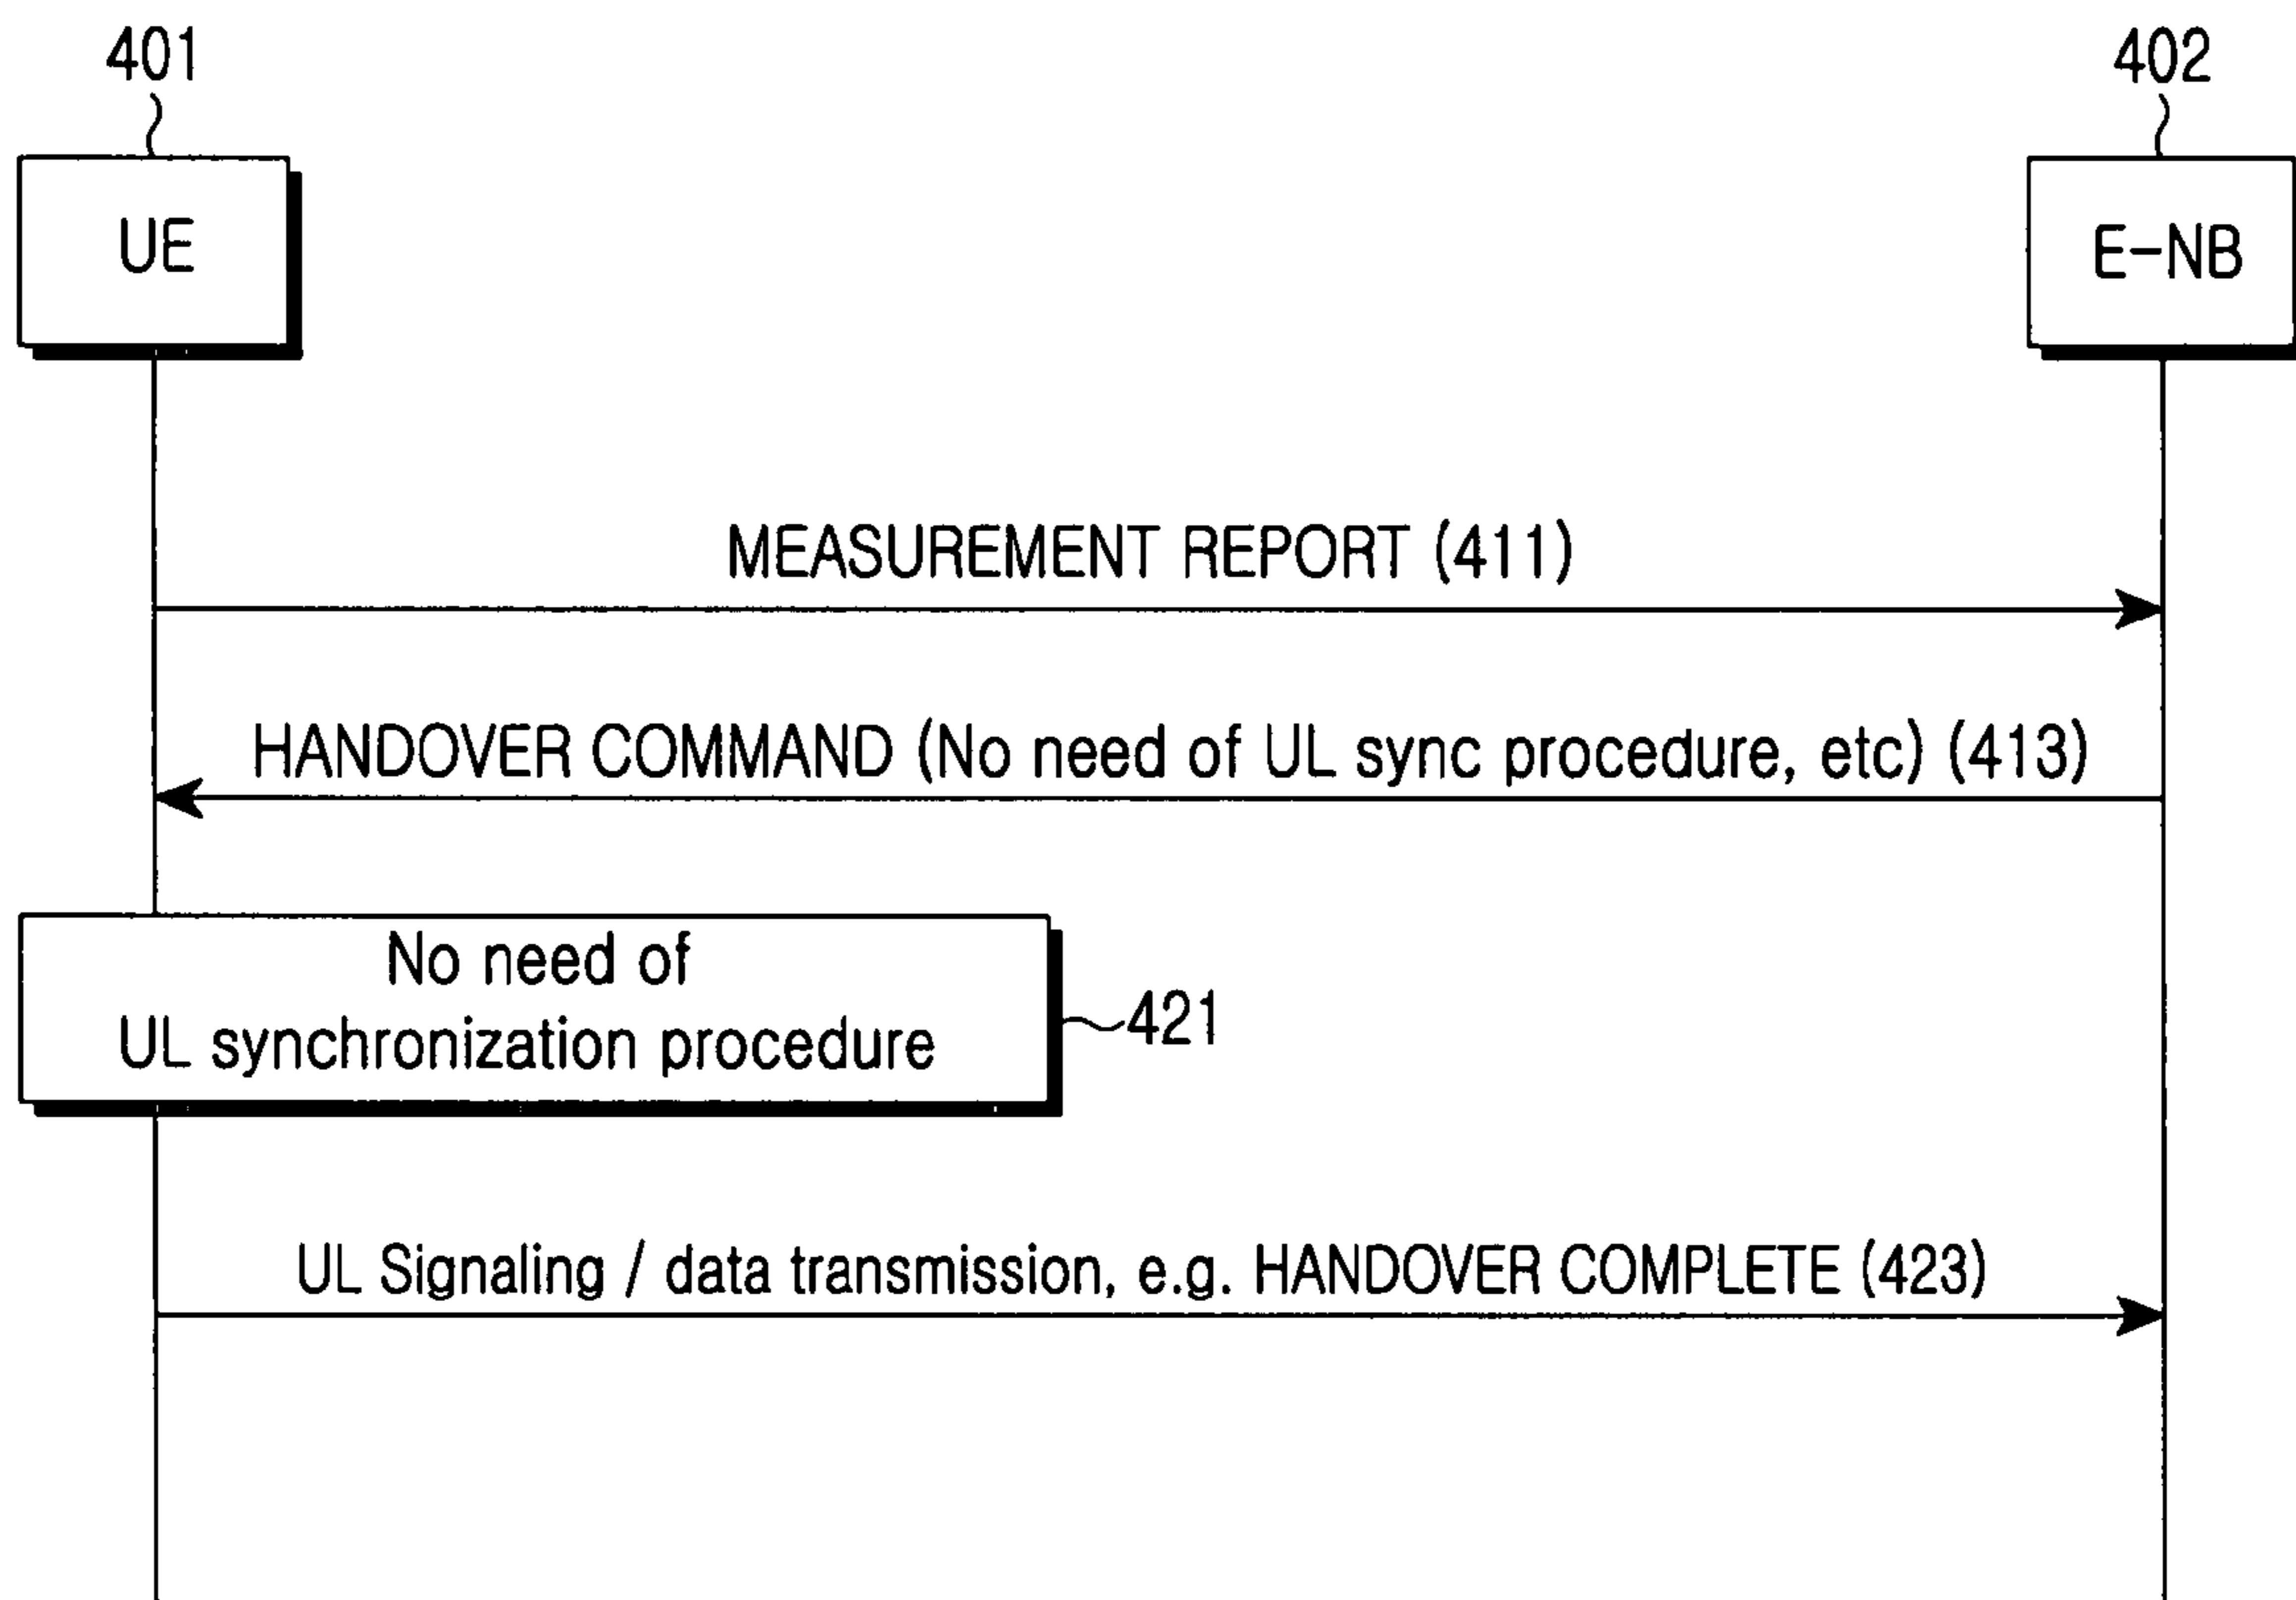 401
402
UE
E-NB
MEASUREMENT REPORT (411)
HANDOVER COMMAND (No need of UL sync procedure, etc) (413)
No need of
UL synchronization procedure
421
UL Signaling / data transmission, e.g. HANDOVER COMPLETE (423)